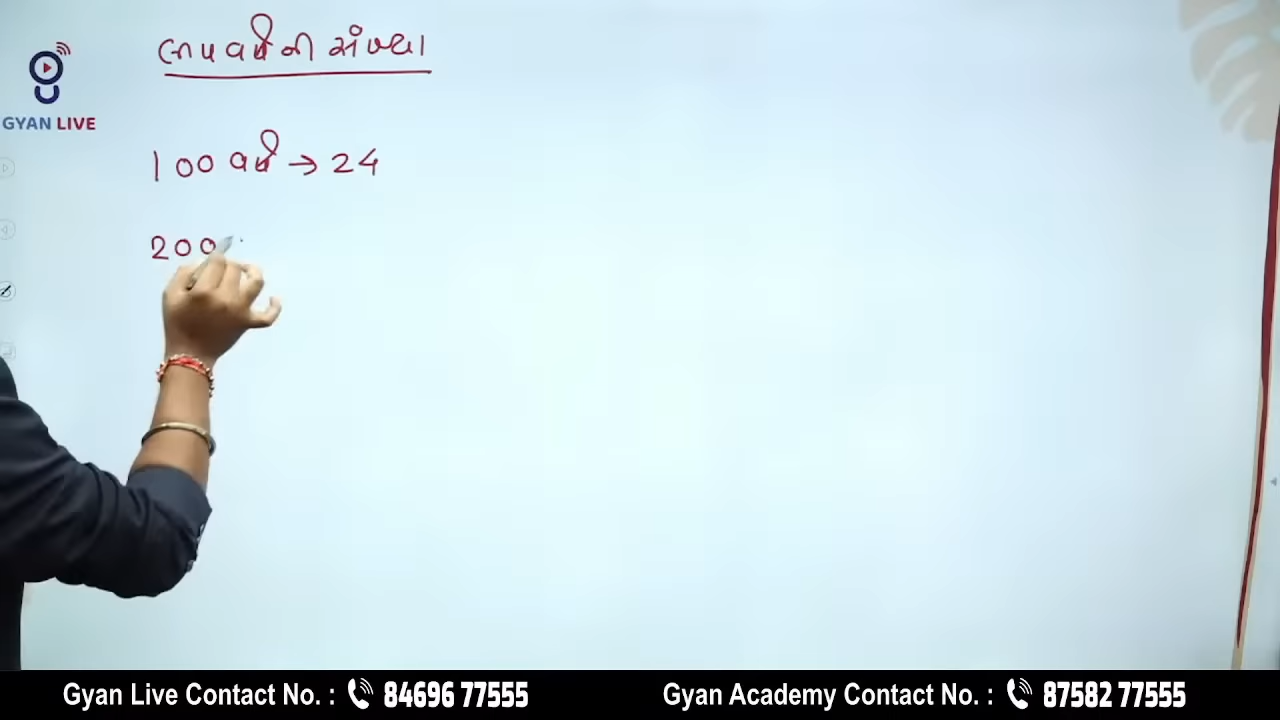 લીપવર્ષની સંખ્યા
GYAN LIVE
100 વર્ષ → 24
200
Gyan Live Contact No. : 84696 77555
Gyan Academy Contact No. : 87582 77555